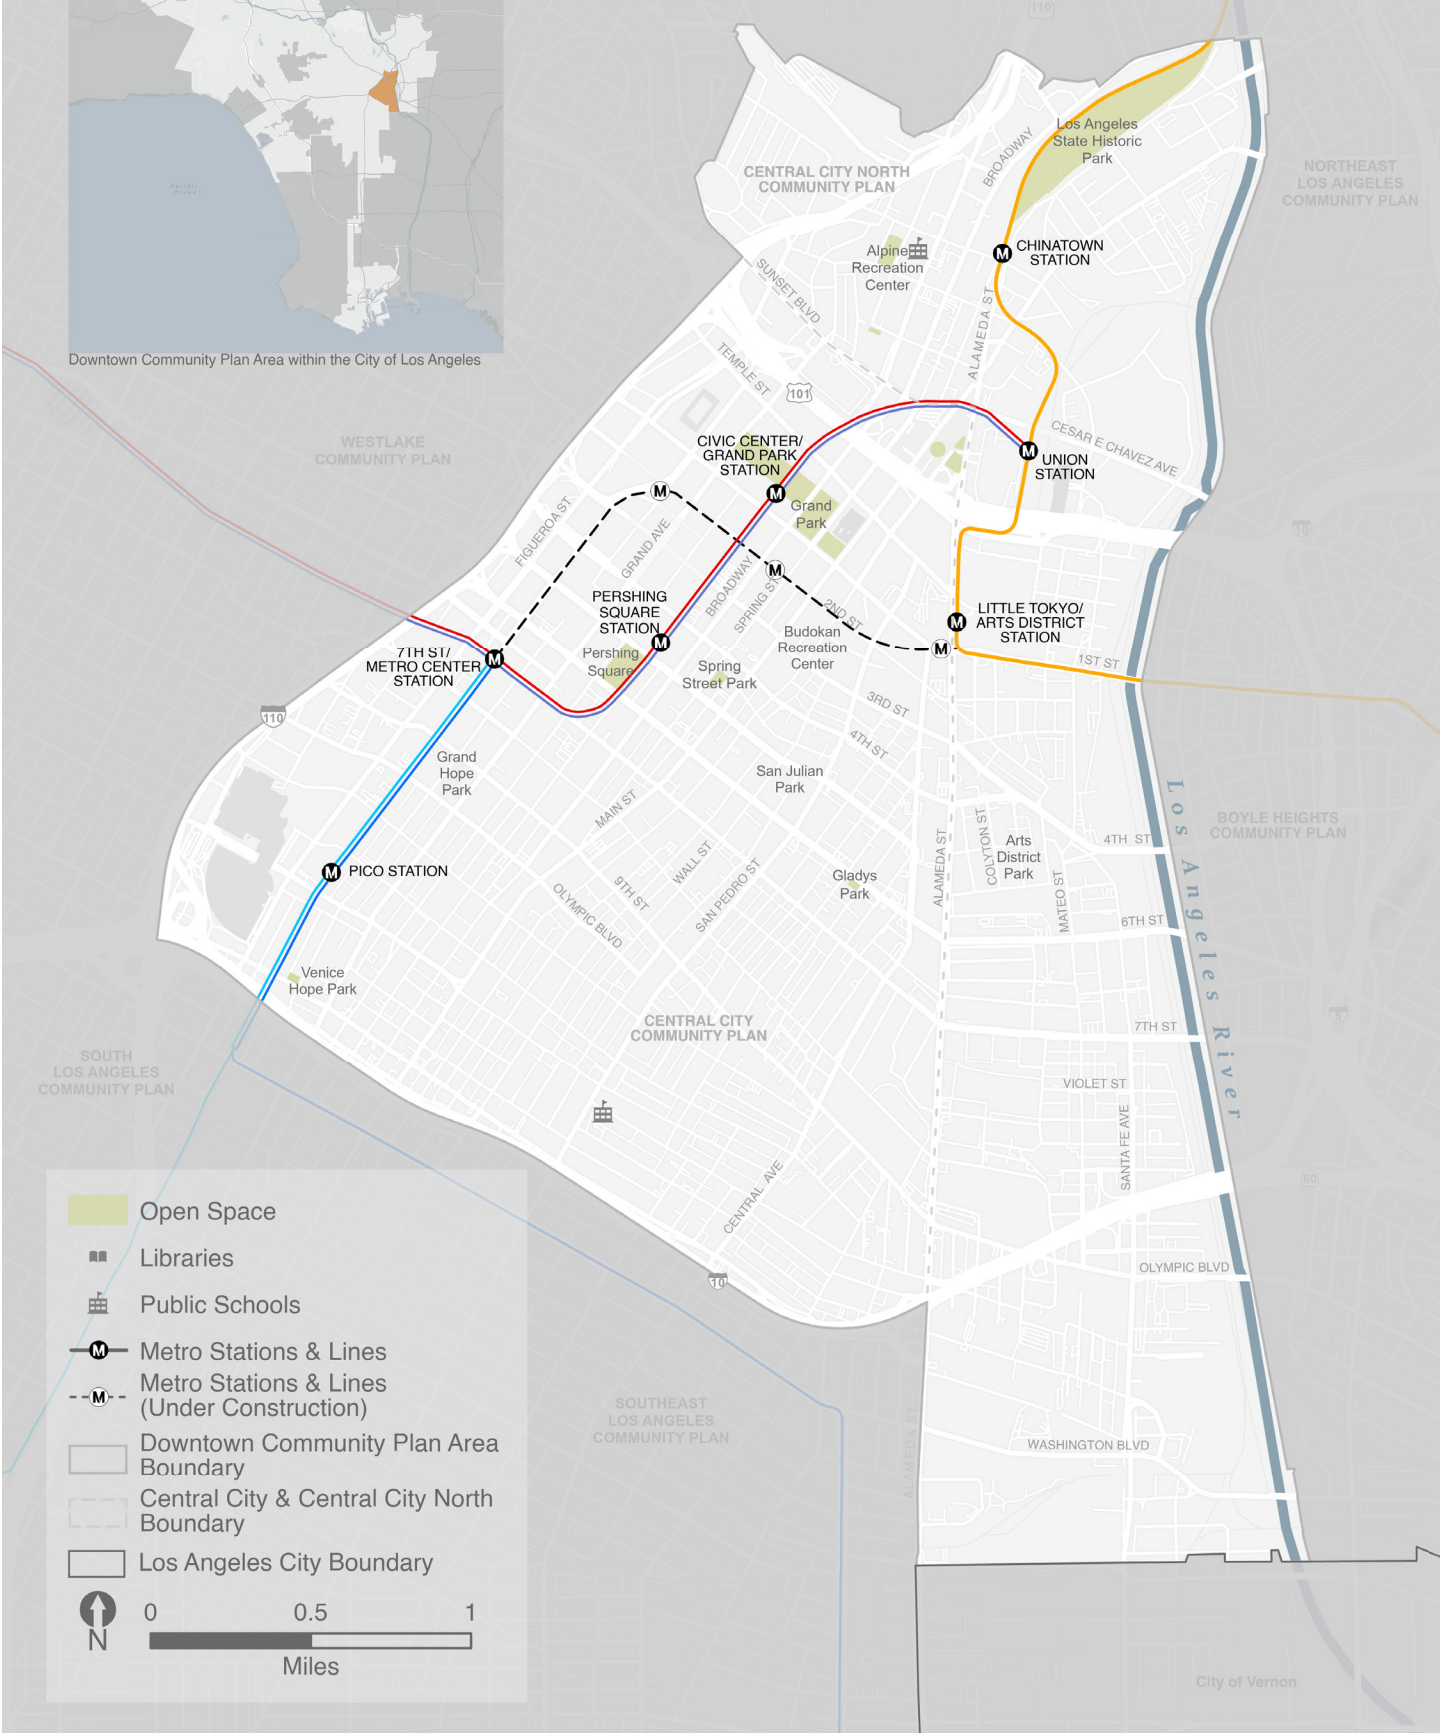 110
Pacific
Ocean
Downtown Community Plan Area within the City of Los Angeles
Los Angeles
State Historic
Park
BROADWAY
CENTRAL CITY NORTH
COMMUNITY PLAN
NORTHEAST
LOS ANGELES
COMMUNITY PLAN
CHINATOWN
STATION
M
Alpine
Recreation
Center
SUNSET BLVD
ALAMEDA ST
TEMPLE ST
101
WESTLAKE
COMMUNITY PLAN
CIVIC CENTER/
GRAND PARK
STATION
M
CESAR E CHAVEZ AVE
M
UNION
STATION
M
Grand
Park
FIGUEROA ST
GRAND AVE
10
BROADWAY
SPRING ST
M
2ND ST
PERSHING
SQUARE
STATION
M
LITTLE TOKYO/
ARTS DISTRICT
STATION
M
Budokan
Recreation
Center
M
7TH ST/
METRO CENTER
STATION
M
Pershing
Square
Spring
Street Park
1ST ST
3RD ST
4TH ST
110
Grand
Hope
Park
San Julian
Park
MAIN ST
Los Angeles River
BOYLE HEIGHTS
COMMUNITY PLAN
M
PICO STATION
WALL ST
9TH ST
SAN PEDRO ST
OLYMPIC BLVD
Gladys
Park
ALAMEDA ST
COLYTON ST
Arts
District
Park
MATEO ST
4TH ST
6TH ST
Venice
Hope Park
CENTRAL CITY
COMMUNITY PLAN
7TH ST
5
SOUTH
LOS ANGELES
COMMUNITY PLAN
VIOLET ST
SANTA FE AVE
CENTRAL AVE
60
10
OLYMPIC BLVD
SOUTHEAST
LOS ANGELES
COMMUNITY PLAN
ALAMEDA ST
WASHINGTON BLVD
City of Vernon
Open Space
Libraries
Public Schools
M
Metro Stations & Lines
M
Metro Stations & Lines
(Under Construction)
Downtown Community Plan Area
Boundary
Central City & Central City North
Boundary
Los Angeles City Boundary
N
0 0.5 1
Miles